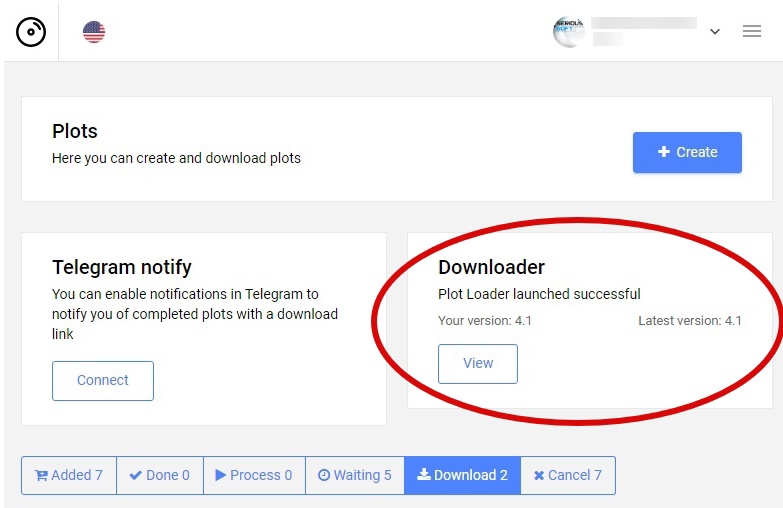 SERIOUS
SOFT
Plots
Here you can create and download plots
Create
Telegram notify
You can enable notifications in Telegram to
notify you of completed plots with a download
link
Connect
Downloader
Plot Loader launched successful
Your version: 4.1 Latest version: 4.1
View
Added 7 Done 0 Process 0 Waiting 5 Download 2 Cancel 7